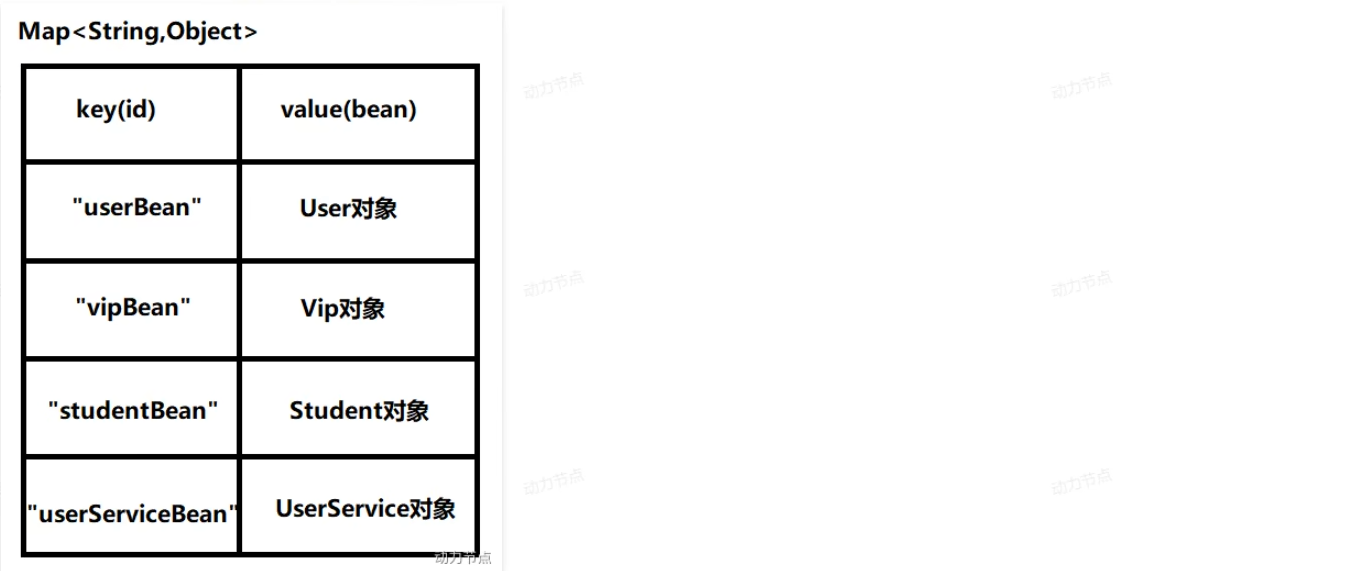 Map<String,Object>
key(id) value(bean)
"userBean" User对象
"vipBean" Vip对象
"studentBean" Student对象
"userServiceBean" UserService对象
动力节点
动力节点 动力节点
动力节点 动力节点
动力节点 动力节点